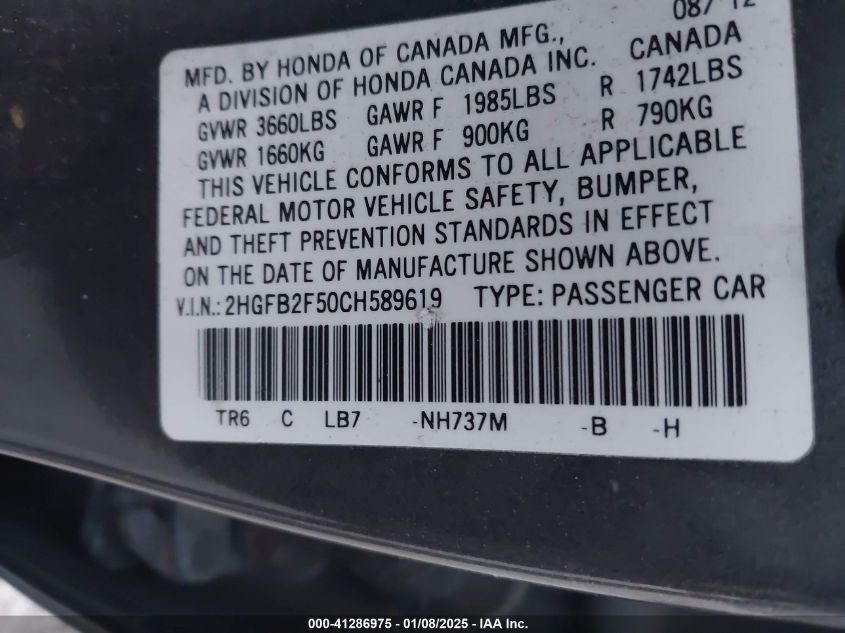 08/12
MFD. BY HONDA OF CANADA MFG.,
A DIVISION OF HONDA CANADA INC. CANADA
GVWR 3660LBS GAWR F 1985LBS R 1742LBS
GVWR 1660KG GAWR F 900KG R 790KG
THIS VEHICLE CONFORMS TO ALL APPLICABLE
FEDERAL MOTOR VEHICLE SAFETY, BUMPER,
AND THEFT PREVENTION STANDARDS IN EFFECT
ON THE DATE OF MANUFACTURE SHOWN ABOVE.
V.I.N.: 2HGFB2F50CH589619 TYPE: PASSENGER CAR
TR6 C LB7 -NH737M -B -H
000-41286975 - 01/08/2025 - IAA Inc.